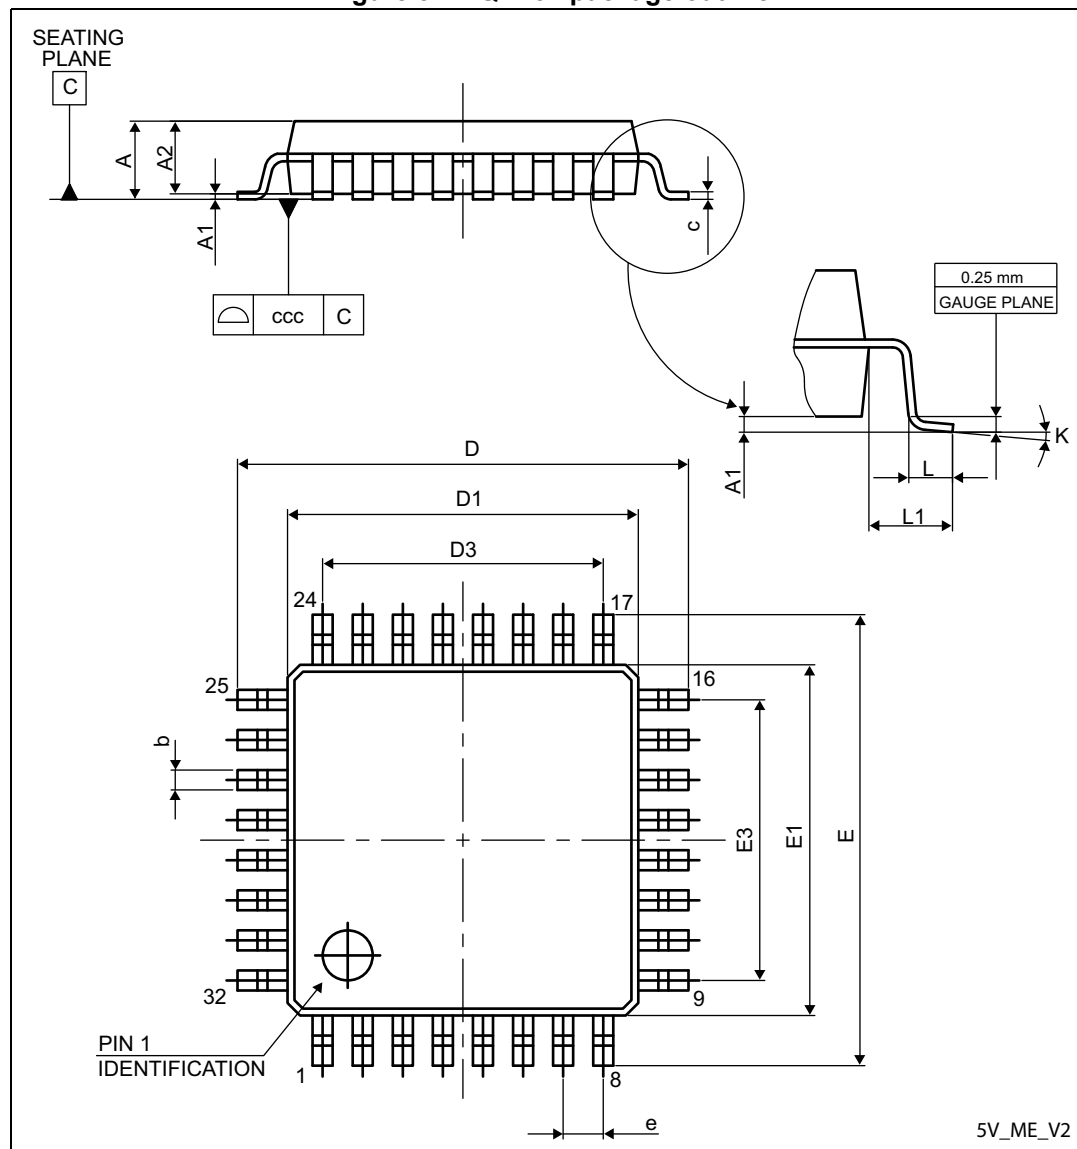 SEATING
PLANE
C
A
A2
A1
c
ccc
C
0.25 mm
GAUGE PLANE
K
A1
L
L1
D
D1
D3
24
17
25
16
b
E3
E1
E
32
9
PIN 1
IDENTIFICATION
1
8
e
5V_ME_V2